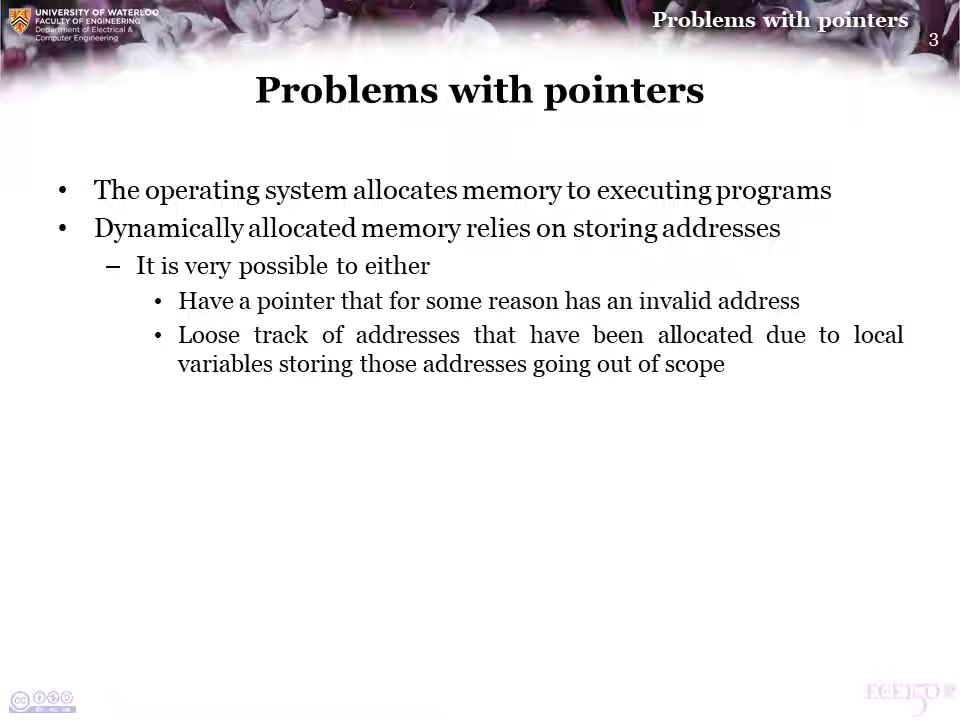 UNIVERSITY OF WATERLOO
FACULTY OF ENGINEERING
Department of Electrical &
Computer Engineering
Problems with pointers
3
Problems with pointers
• The operating system allocates memory to executing programs
• Dynamically allocated memory relies on storing addresses
– It is very possible to either
• Have a pointer that for some reason has an invalid address
• Loose track of addresses that have been allocated due to local
variables storing those addresses going out of scope